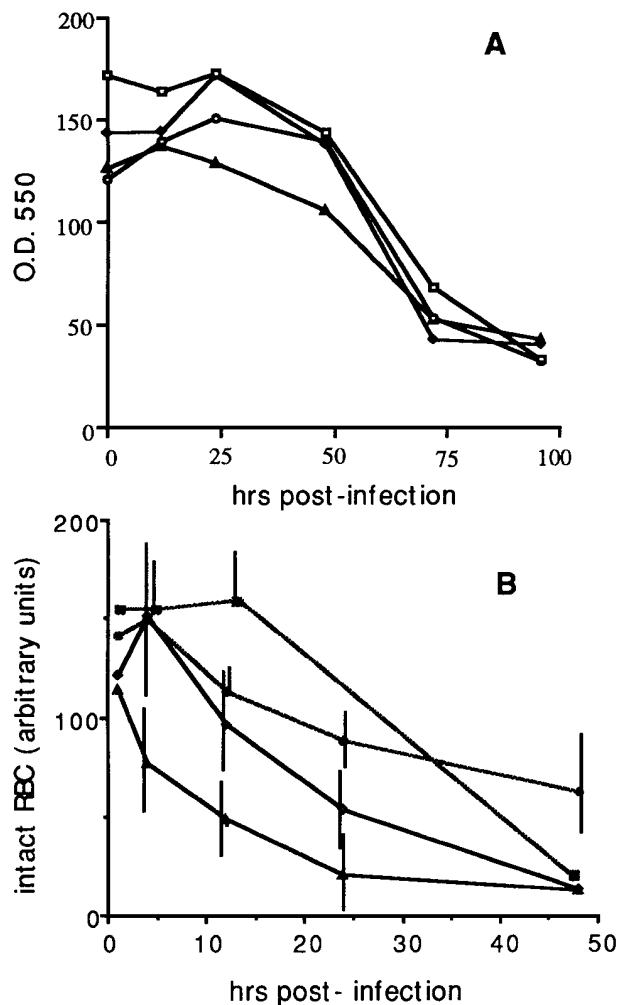 200
A
150
O.D. 550
100
50
0
0 25 50 75 100
hrs post-infection
200
B
intact RBC (arbitrary units)
100
0
0 10 20 30 40 50
hrs post- infection